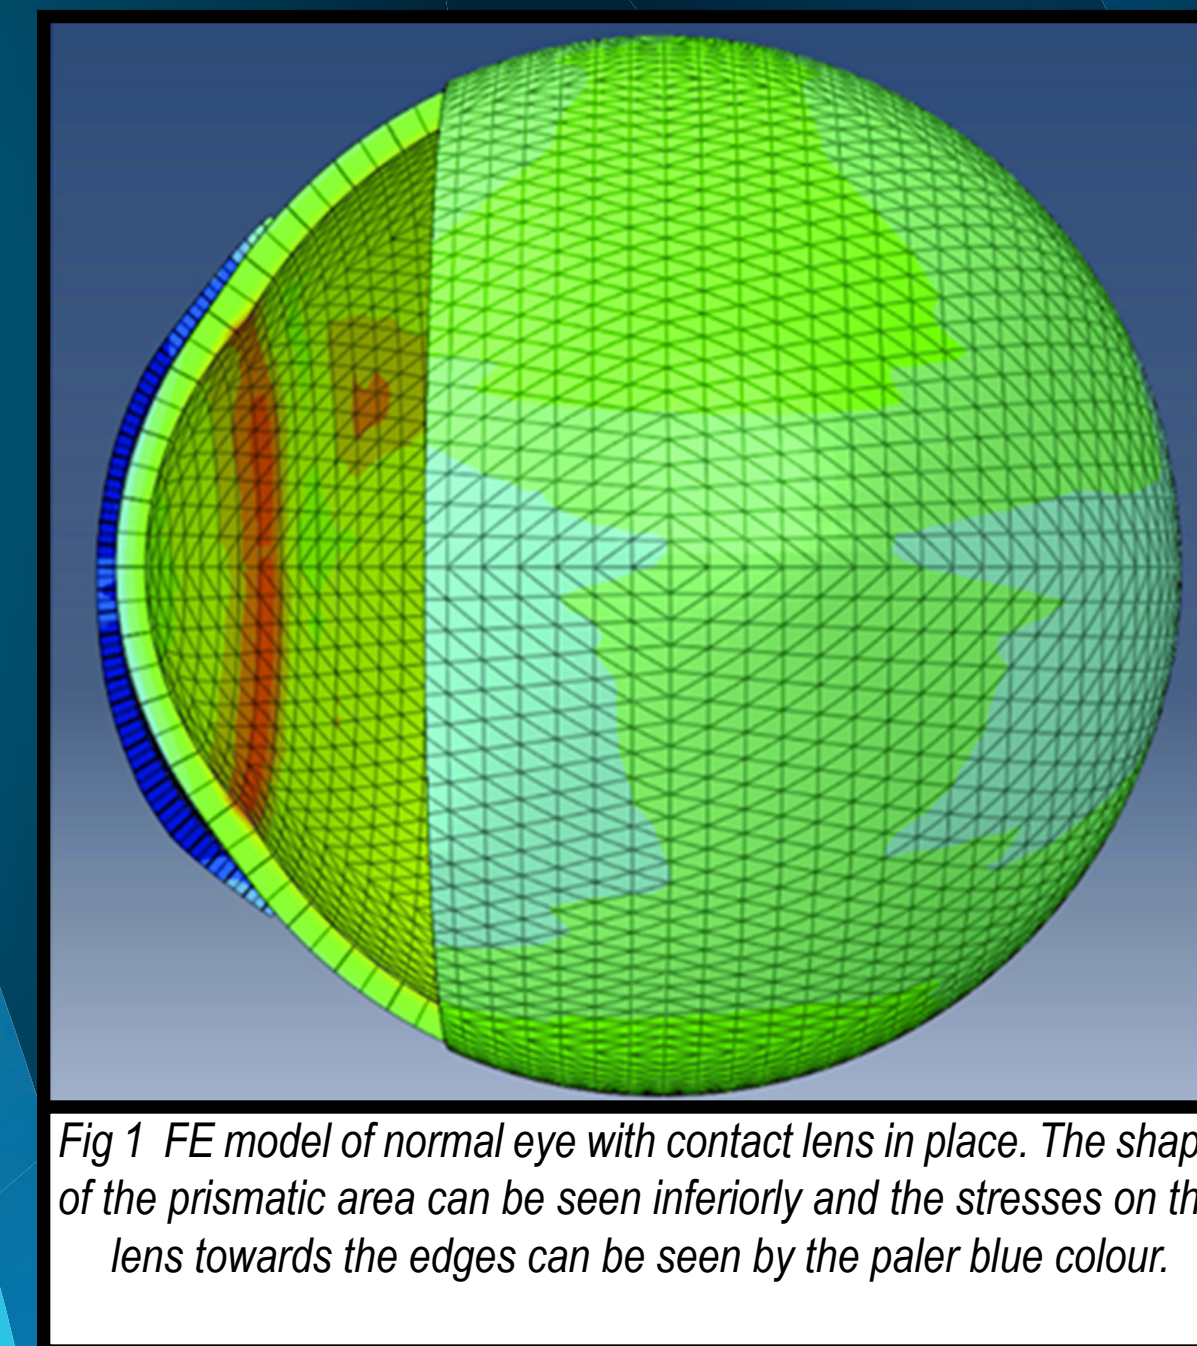 Fig 1 FE model of normal eye with contact lens in place. The shap
of the prismatic area can be seen inferiorly and the stresses on th
lens towards the edges can be seen by the paler blue colour.